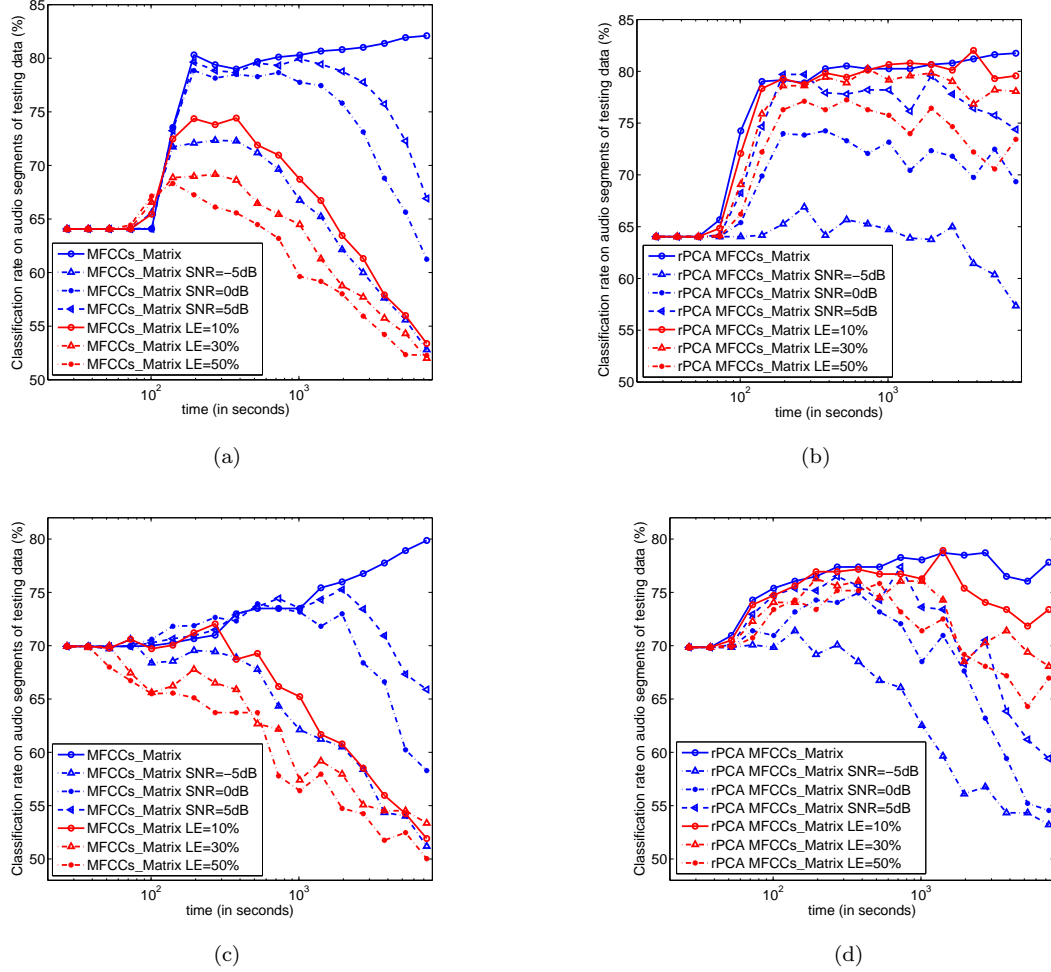 Classification rate on audio segments of testing data (%)
85
80
75
70
65
60
55
50
MFCCs_Matrix
MFCCs_Matrix SNR=−5dB
MFCCs_Matrix SNR=0dB
MFCCs_Matrix SNR=5dB
MFCCs_Matrix LE=10%
MFCCs_Matrix LE=30%
MFCCs_Matrix LE=50%
10^2
10^3
time (in seconds)
(a)
Classification rate on audio segments of testing data (%)
85
80
75
70
65
60
55
50
rPCA MFCCs_Matrix
rPCA MFCCs_Matrix SNR=−5dB
rPCA MFCCs_Matrix SNR=0dB
rPCA MFCCs_Matrix SNR=5dB
rPCA MFCCs_Matrix LE=10%
rPCA MFCCs_Matrix LE=30%
rPCA MFCCs_Matrix LE=50%
10^2
10^3
time (in seconds)
(b)
Classification rate on audio segments of testing data (%)
80
75
70
65
60
55
50
MFCCs_Matrix
MFCCs_Matrix SNR=−5dB
MFCCs_Matrix SNR=0dB
MFCCs_Matrix SNR=5dB
MFCCs_Matrix LE=10%
MFCCs_Matrix LE=30%
MFCCs_Matrix LE=50%
10^2
10^3
time (in seconds)
(c)
Classification rate on audio segments of testing data (%)
80
75
70
65
60
55
50
rPCA MFCCs_Matrix
rPCA MFCCs_Matrix SNR=−5dB
rPCA MFCCs_Matrix SNR=0dB
rPCA MFCCs_Matrix SNR=5dB
rPCA MFCCs_Matrix LE=10%
rPCA MFCCs_Matrix LE=30%
rPCA MFCCs_Matrix LE=50%
10^2
10^3
time (in seconds)
(d)